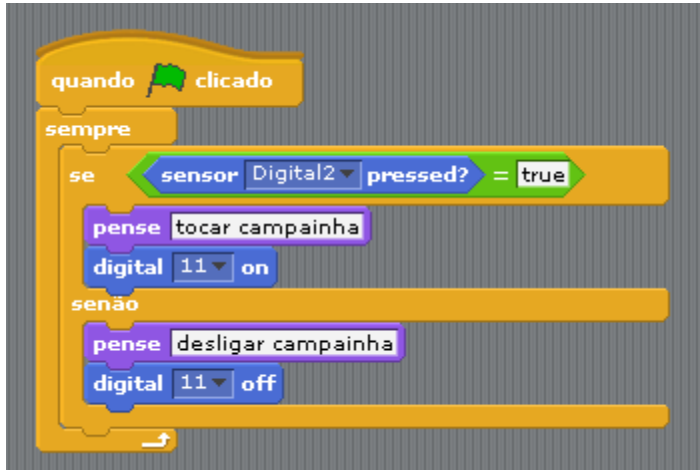 quando clicado
sempre
se sensor Digital2 pressed? = true
pense tocar campainha
digital 11 on
senão
pense desligar campainha
digital 11 off